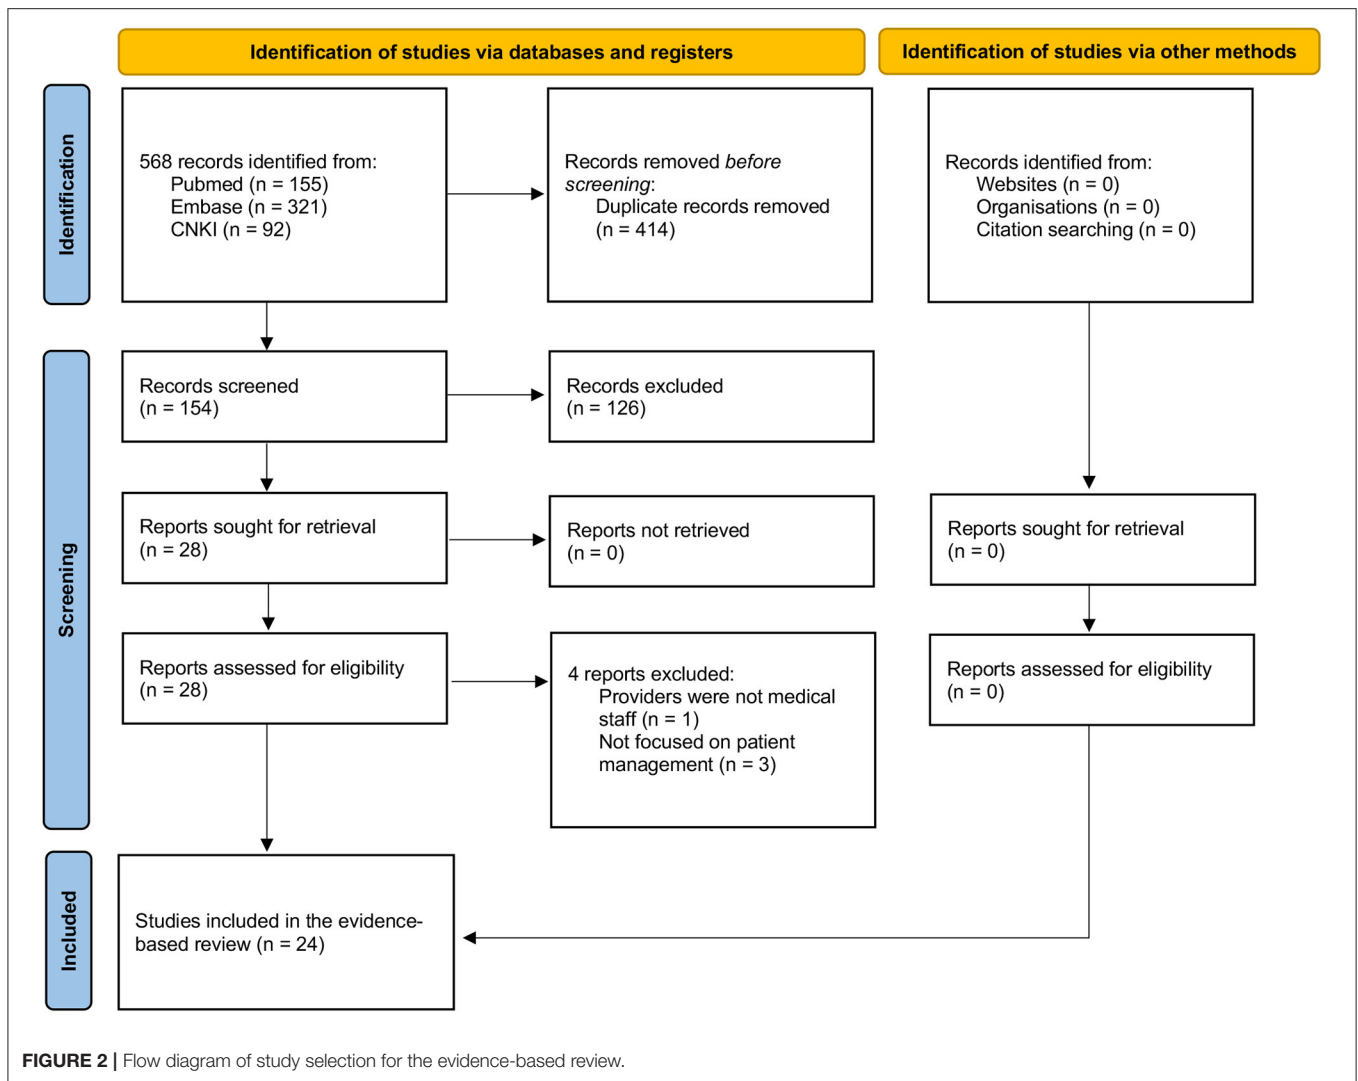 Identification of studies via databases and registers
Identification of studies via other methods
Identification
568 records identified from:
Pubmed (n = 155)
Embase (n = 321)
CNKI (n = 92)
Records removed before
screening:
Duplicate records removed
(n = 414)
Records identified from:
Websites (n = 0)
Organisations (n = 0)
Citation searching (n = 0)
Screening
Records screened
(n = 154)
Records excluded
(n = 126)
Reports sought for retrieval
(n = 28)
Reports not retrieved
(n = 0)
Reports sought for retrieval
(n = 0)
Reports assessed for eligibility
(n = 28)
4 reports excluded:
Providers were not medical
staff (n = 1)
Not focused on patient
management (n = 3)
Reports assessed for eligibility
(n = 0)
Included
Studies included in the evidence-
based review (n = 24)
FIGURE 2 | Flow diagram of study selection for the evidence-based review.